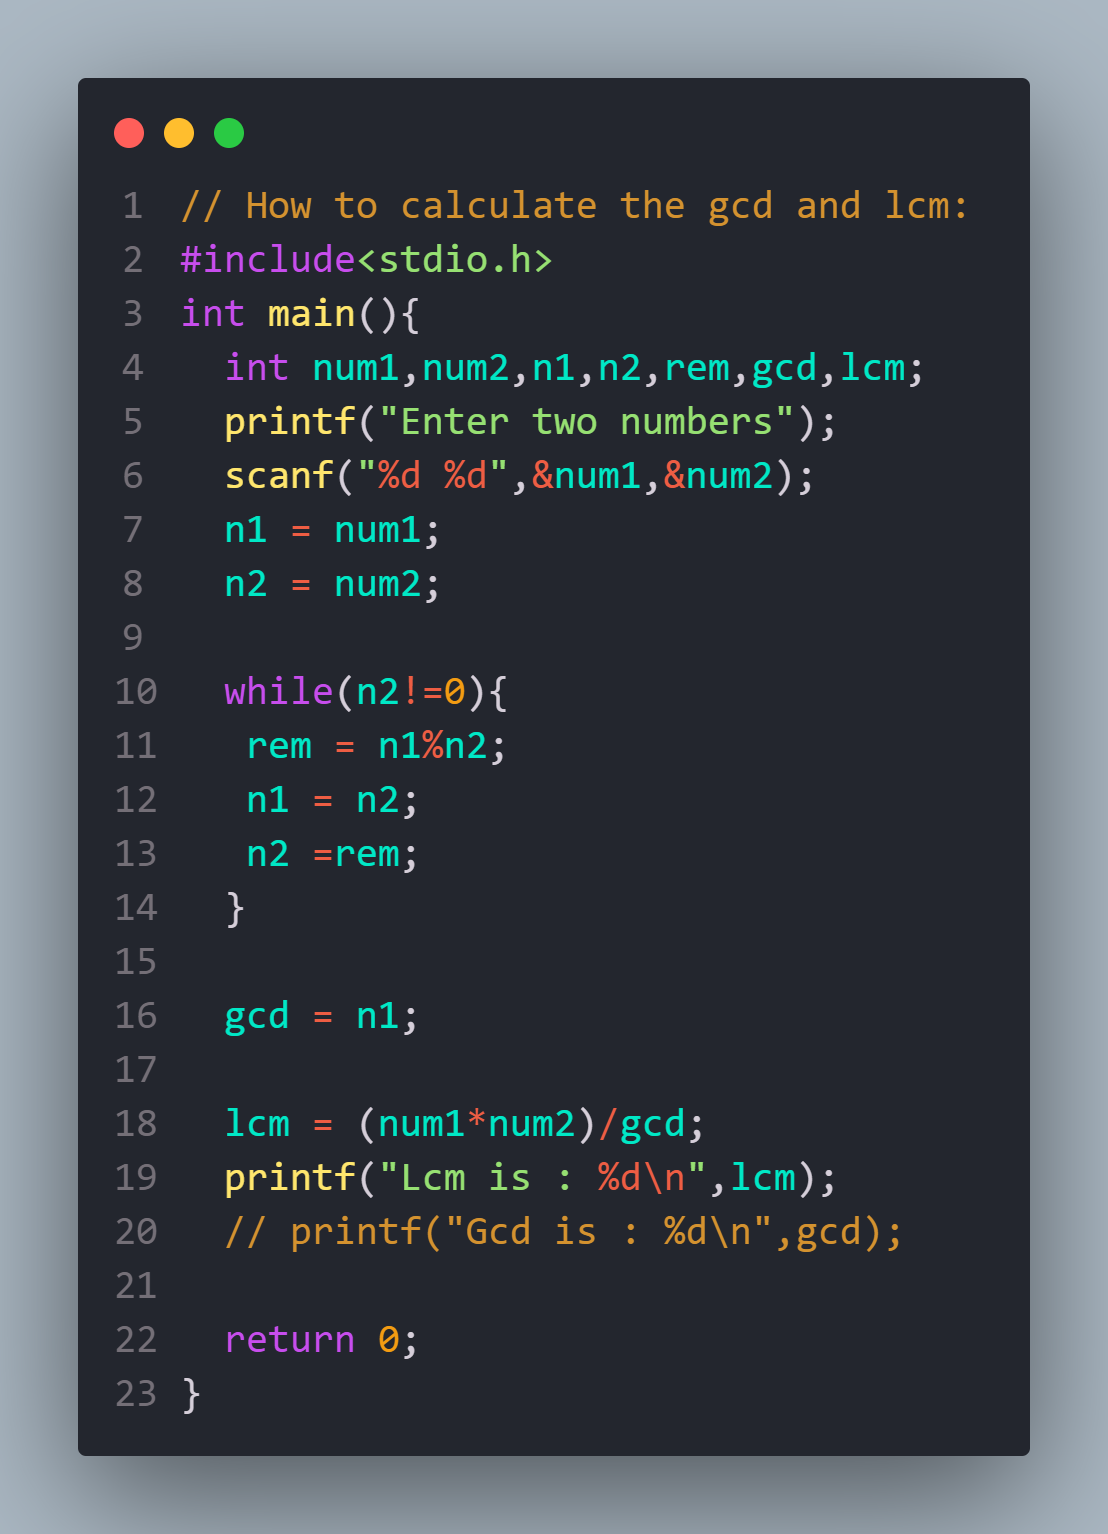 1 // How to calculate the gcd and lcm:
2 #include<stdio.h>
3 int main(){
4   int num1,num2,n1,n2,rem,gcd,lcm;
5   printf("Enter two numbers");
6   scanf("%d %d",&num1,&num2);
7   n1 = num1;
8   n2 = num2;
9
10   while(n2!=0){
11    rem = n1%n2;
12    n1 = n2;
13    n2 =rem;
14   }
15
16   gcd = n1;
17
18   lcm = (num1*num2)/gcd;
19   printf("Lcm is : %d\n",lcm);
20   // printf("Gcd is : %d\n",gcd);
21
22   return 0;
23 }